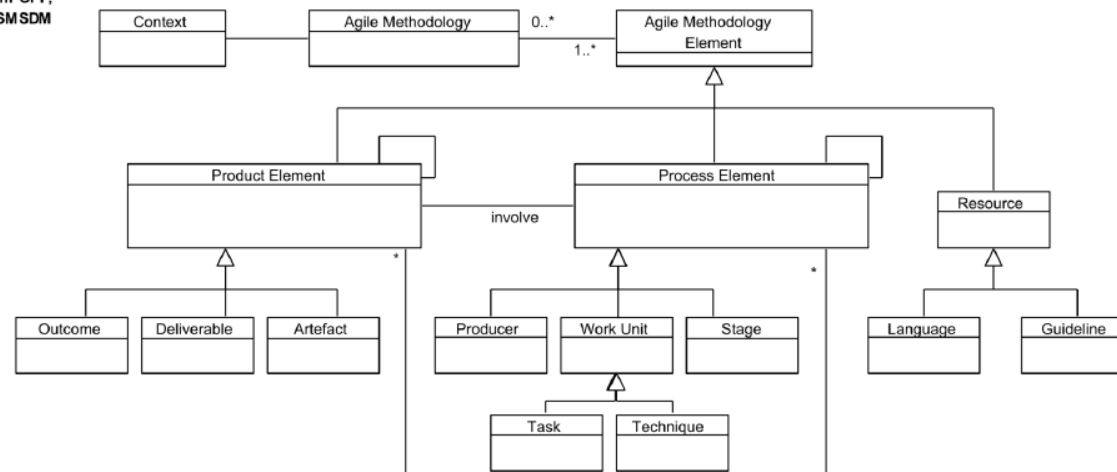 SMSDM
Context
Agile Methodology
0..*
1..*
Agile Methodology
Element
Product Element
Process Element
involve
Resource
*
*
Outcome
Deliverable
Artefact
Producer
Work Unit
Stage
Language
Guideline
Task
Technique